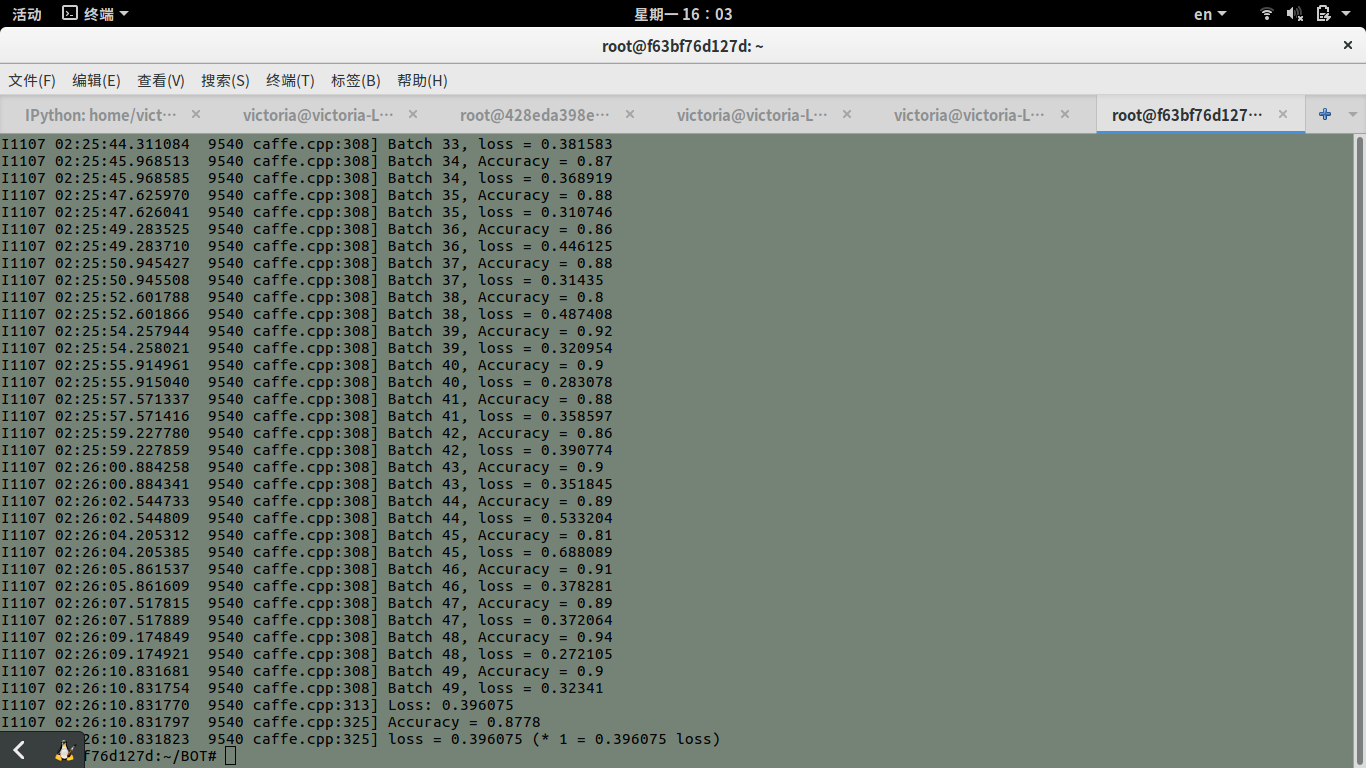 活动 终端 星期一 16：03 en
root@f63bf76d127d: ~
文件(F) 编辑(E) 查看(V) 搜索(S) 终端(T) 标签(B) 帮助(H)
IPython: home/vict··· victoria@victoria-L··· root@428eda398e··· victoria@victoria-L··· victoria@victoria-L··· root@f63bf76d127···
I1107 02:25:44.311084  9540 caffe.cpp:308] Batch 33, loss = 0.381583
I1107 02:25:45.968513  9540 caffe.cpp:308] Batch 34, Accuracy = 0.87
I1107 02:25:45.968585  9540 caffe.cpp:308] Batch 34, loss = 0.368919
I1107 02:25:47.625970  9540 caffe.cpp:308] Batch 35, Accuracy = 0.88
I1107 02:25:47.626041  9540 caffe.cpp:308] Batch 35, loss = 0.310746
I1107 02:25:49.283525  9540 caffe.cpp:308] Batch 36, Accuracy = 0.86
I1107 02:25:49.283710  9540 caffe.cpp:308] Batch 36, loss = 0.446125
I1107 02:25:50.945427  9540 caffe.cpp:308] Batch 37, Accuracy = 0.88
I1107 02:25:50.945508  9540 caffe.cpp:308] Batch 37, loss = 0.31435
I1107 02:25:52.601788  9540 caffe.cpp:308] Batch 38, Accuracy = 0.8
I1107 02:25:52.601866  9540 caffe.cpp:308] Batch 38, loss = 0.487408
I1107 02:25:54.257944  9540 caffe.cpp:308] Batch 39, Accuracy = 0.92
I1107 02:25:54.258021  9540 caffe.cpp:308] Batch 39, loss = 0.320954
I1107 02:25:55.914961  9540 caffe.cpp:308] Batch 40, Accuracy = 0.9
I1107 02:25:55.915040  9540 caffe.cpp:308] Batch 40, loss = 0.283078
I1107 02:25:57.571337  9540 caffe.cpp:308] Batch 41, Accuracy = 0.88
I1107 02:25:57.571416  9540 caffe.cpp:308] Batch 41, loss = 0.358597
I1107 02:25:59.227780  9540 caffe.cpp:308] Batch 42, Accuracy = 0.86
I1107 02:25:59.227859  9540 caffe.cpp:308] Batch 42, loss = 0.390774
I1107 02:26:00.884258  9540 caffe.cpp:308] Batch 43, Accuracy = 0.9
I1107 02:26:00.884341  9540 caffe.cpp:308] Batch 43, loss = 0.351845
I1107 02:26:02.544733  9540 caffe.cpp:308] Batch 44, Accuracy = 0.89
I1107 02:26:02.544809  9540 caffe.cpp:308] Batch 44, loss = 0.533204
I1107 02:26:04.205312  9540 caffe.cpp:308] Batch 45, Accuracy = 0.81
I1107 02:26:04.205385  9540 caffe.cpp:308] Batch 45, loss = 0.688089
I1107 02:26:05.861537  9540 caffe.cpp:308] Batch 46, Accuracy = 0.91
I1107 02:26:05.861609  9540 caffe.cpp:308] Batch 46, loss = 0.378281
I1107 02:26:07.517815  9540 caffe.cpp:308] Batch 47, Accuracy = 0.89
I1107 02:26:07.517889  9540 caffe.cpp:308] Batch 47, loss = 0.372064
I1107 02:26:09.174849  9540 caffe.cpp:308] Batch 48, Accuracy = 0.94
I1107 02:26:09.174921  9540 caffe.cpp:308] Batch 48, loss = 0.272105
I1107 02:26:10.831681  9540 caffe.cpp:308] Batch 49, Accuracy = 0.9
I1107 02:26:10.831754  9540 caffe.cpp:308] Batch 49, loss = 0.32341
I1107 02:26:10.831770  9540 caffe.cpp:313] Loss: 0.396075
I1107 02:26:10.831797  9540 caffe.cpp:325] Accuracy = 0.8778
:10.831823  9540 caffe.cpp:325] loss = 0.396075 (* 1 = 0.396075 loss)
f76d127d:~/BOT#